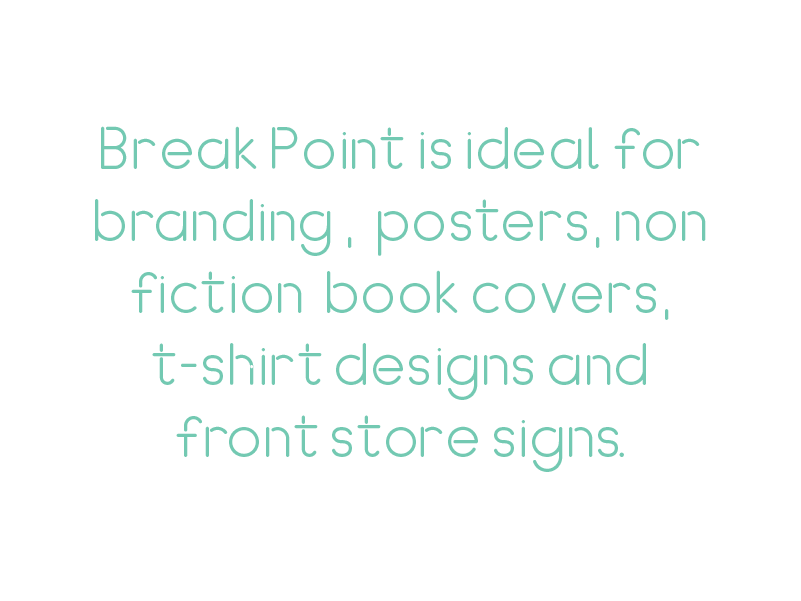 Break Point is ideal for
branding , posters, non
fiction book covers,
t-shirt designs and
front store signs.